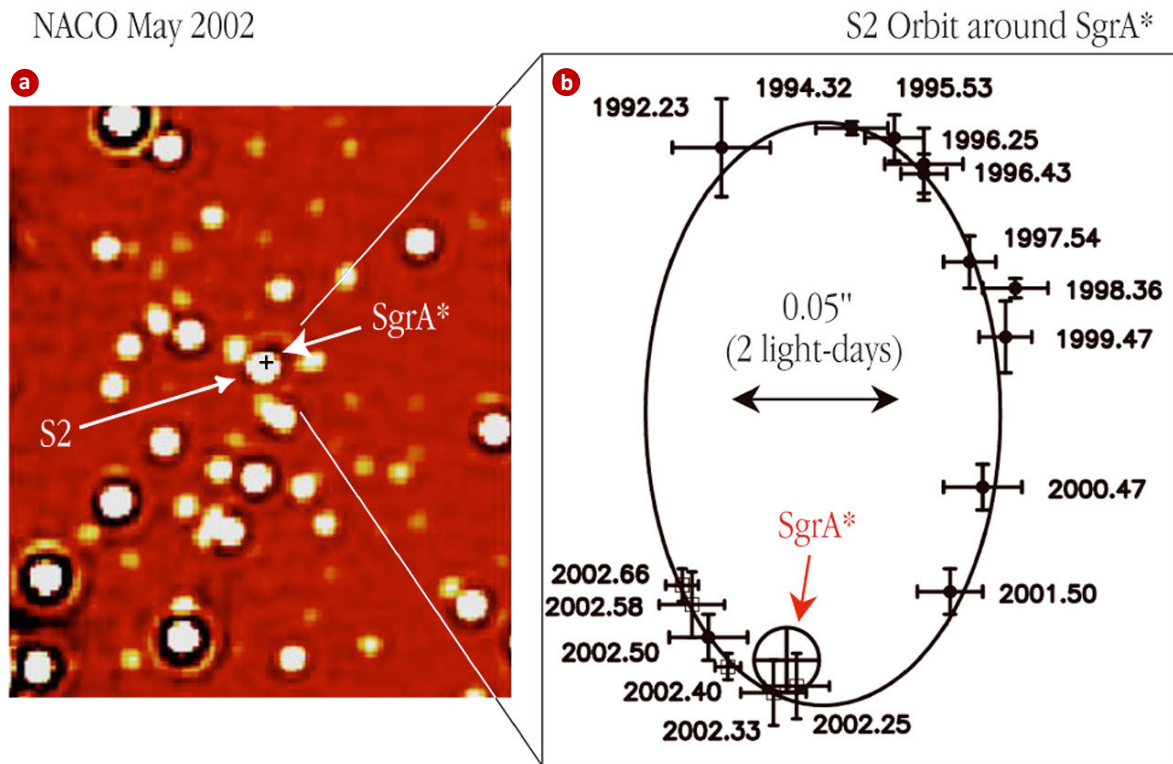 NACO May 2002
S2 Orbit around SgrA*
a
SgrA*
S2
b
1992.23
1994.32
1995.53
1996.25
1996.43
1997.54
1998.36
1999.47
0.05"
(2 light-days)
2000.47
SgrA*
2001.50
2002.66
2002.58
2002.50
2002.40
2002.33
2002.25